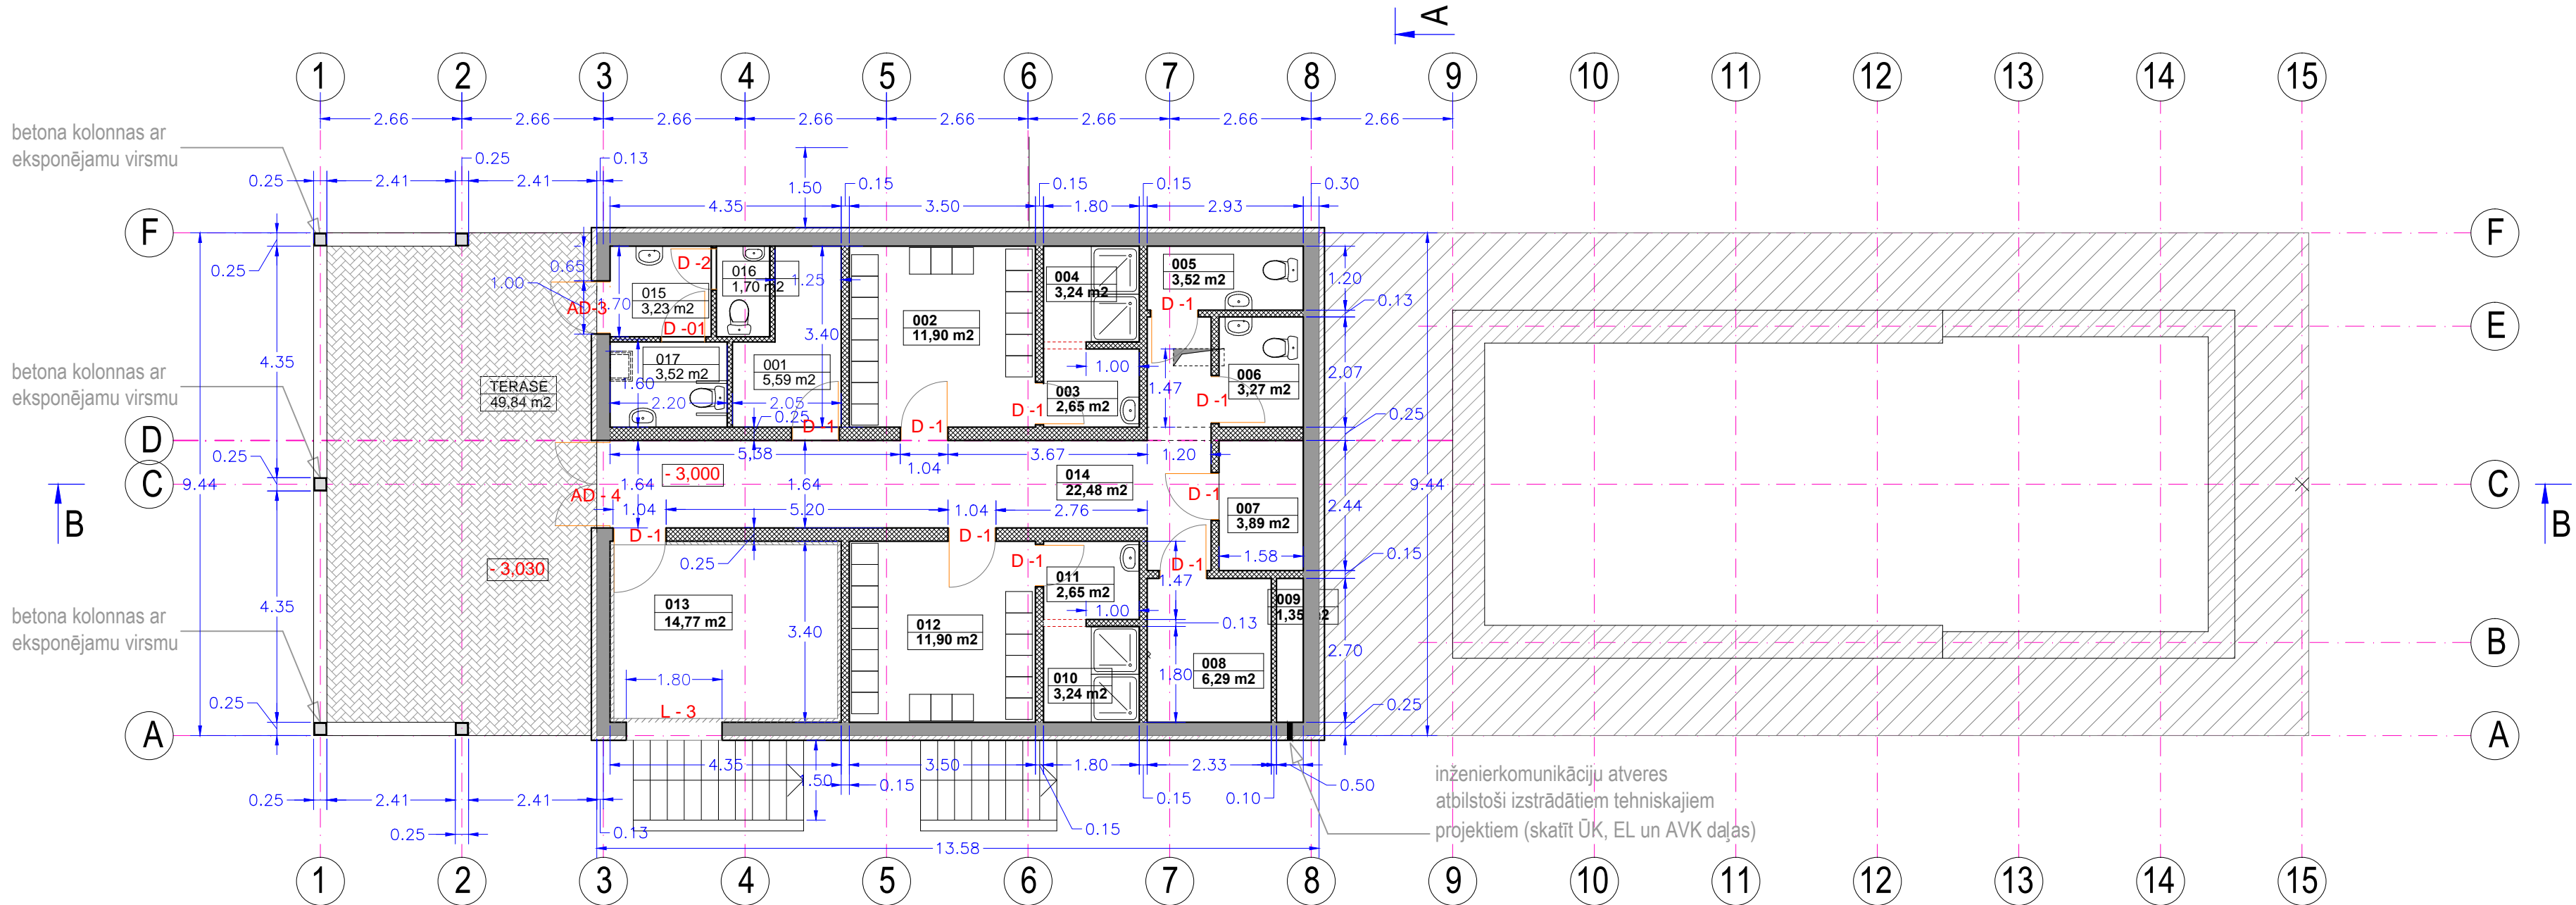 A
1 2 3 4 5 6 7 8 9 10 11 12 13 14 15
2.66 2.66 2.66 2.66 2.66 2.66 2.66 2.66
betona kolonnas ar
eksponējamu virsmu
0.25 0.13
0.25 2.41 2.41 1.50 0.15 0.15 0.15 0.30
4.35 3.50 1.80 2.93
F F
0.25 0.65 1.00 1.70
AD-3
D -2
015
3,23 m2
D -01
016
1,70 m2
1.25
3.40
002
11,90 m2
004
3,24 m2
005
3,52 m2
D -1
1.20
0.13
E E
4.35
betona kolonnas ar
eksponējamu virsmu
TERASE
49,84 m2
017
3,52 m2
1.60
2.20
001
5,59 m2
2.05
0.25
D -1
D -1
1.00
003
2,65 m2
D -1
1.47
006
3,27 m2
D -1
2.07
0.25
D D
0.25
C C
9.44
5,38
1.04
3.67
1.20
- 3,000
014
22,48 m2
AD - 4
1.64
1.64
D -1
9.44
2.44
B B
1.04 5.20 1.04 2.76
007
3,89 m2
1.58
0.15
D -1 D -1 D -1 D -1
0.25
- 3,030
4.35
011
2,65 m2
1.47
1.00
0.13
009
1,35 m2
013
14,77 m2
3.40
012
11,90 m2
betona kolonnas ar
eksponējamu virsmu
B B
2.70
008
6,29 m2
010
3,24 m2
1.80
1.80
L - 3
0.25
0.25
A A
4.35 3.50 1.80 2.33
1.50 0.15 0.15 0.10 0.50
inženierkomunikāciju atveres
atbilstoši izstrādātiem tehniskajiem
projektiem (skatīt ŪK, EL un AVK daļas)
0.25 2.41 2.41
0.25 0.13 0.15
13.58
1 2 3 4 5 6 7 8 9 10 11 12 13 14 15